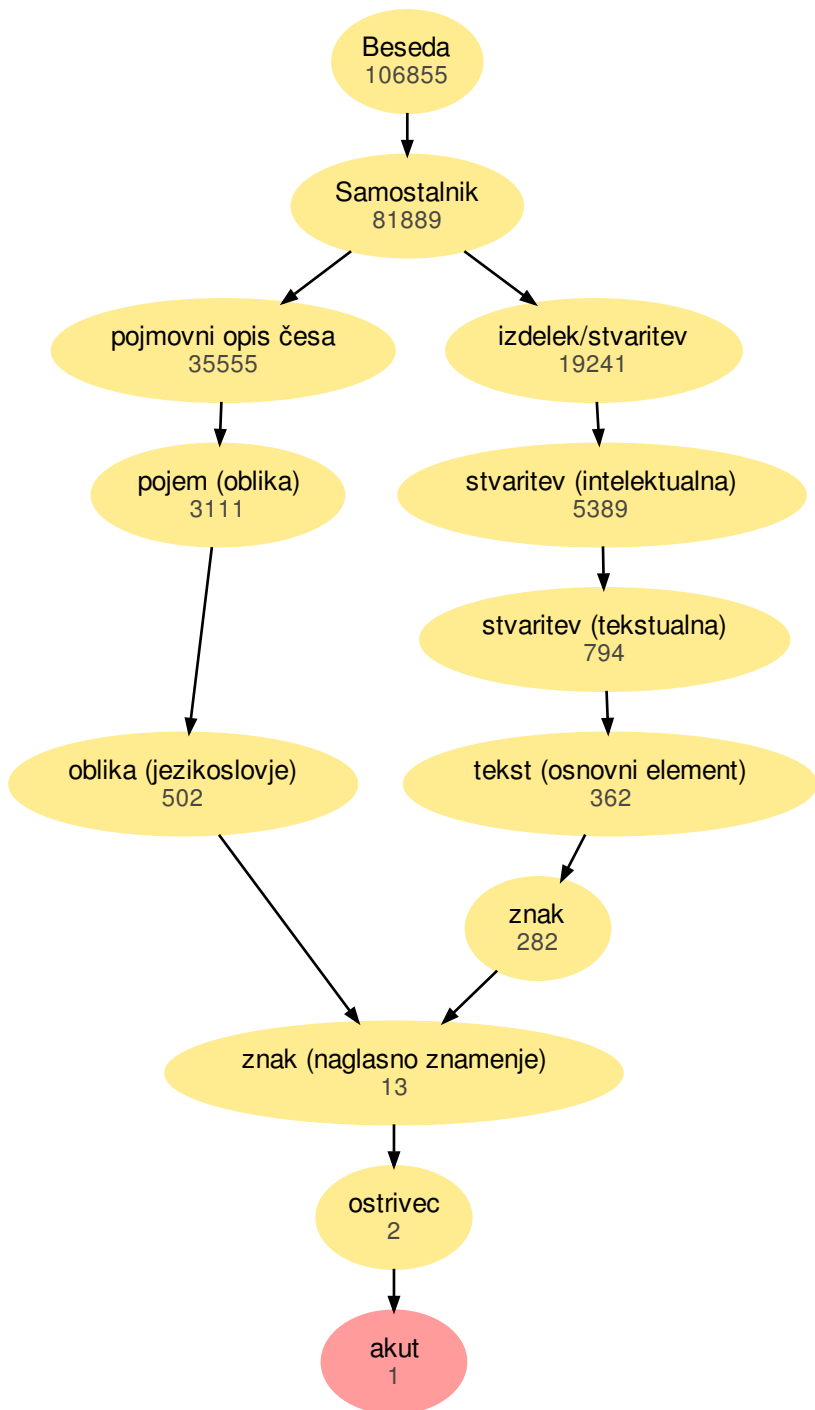 Beseda
106855
Samostalnik
81889
pojmovni opis česa
35555
izdelek/stvaritev
19241
pojem (oblika)
3111
stvaritev (intelektualna)
5389
stvaritev (tekstualna)
794
oblika (jezikoslovje)
502
tekst (osnovni element)
362
znak
282
znak (naglasno znamenje)
13
ostrivec
2
akut
1